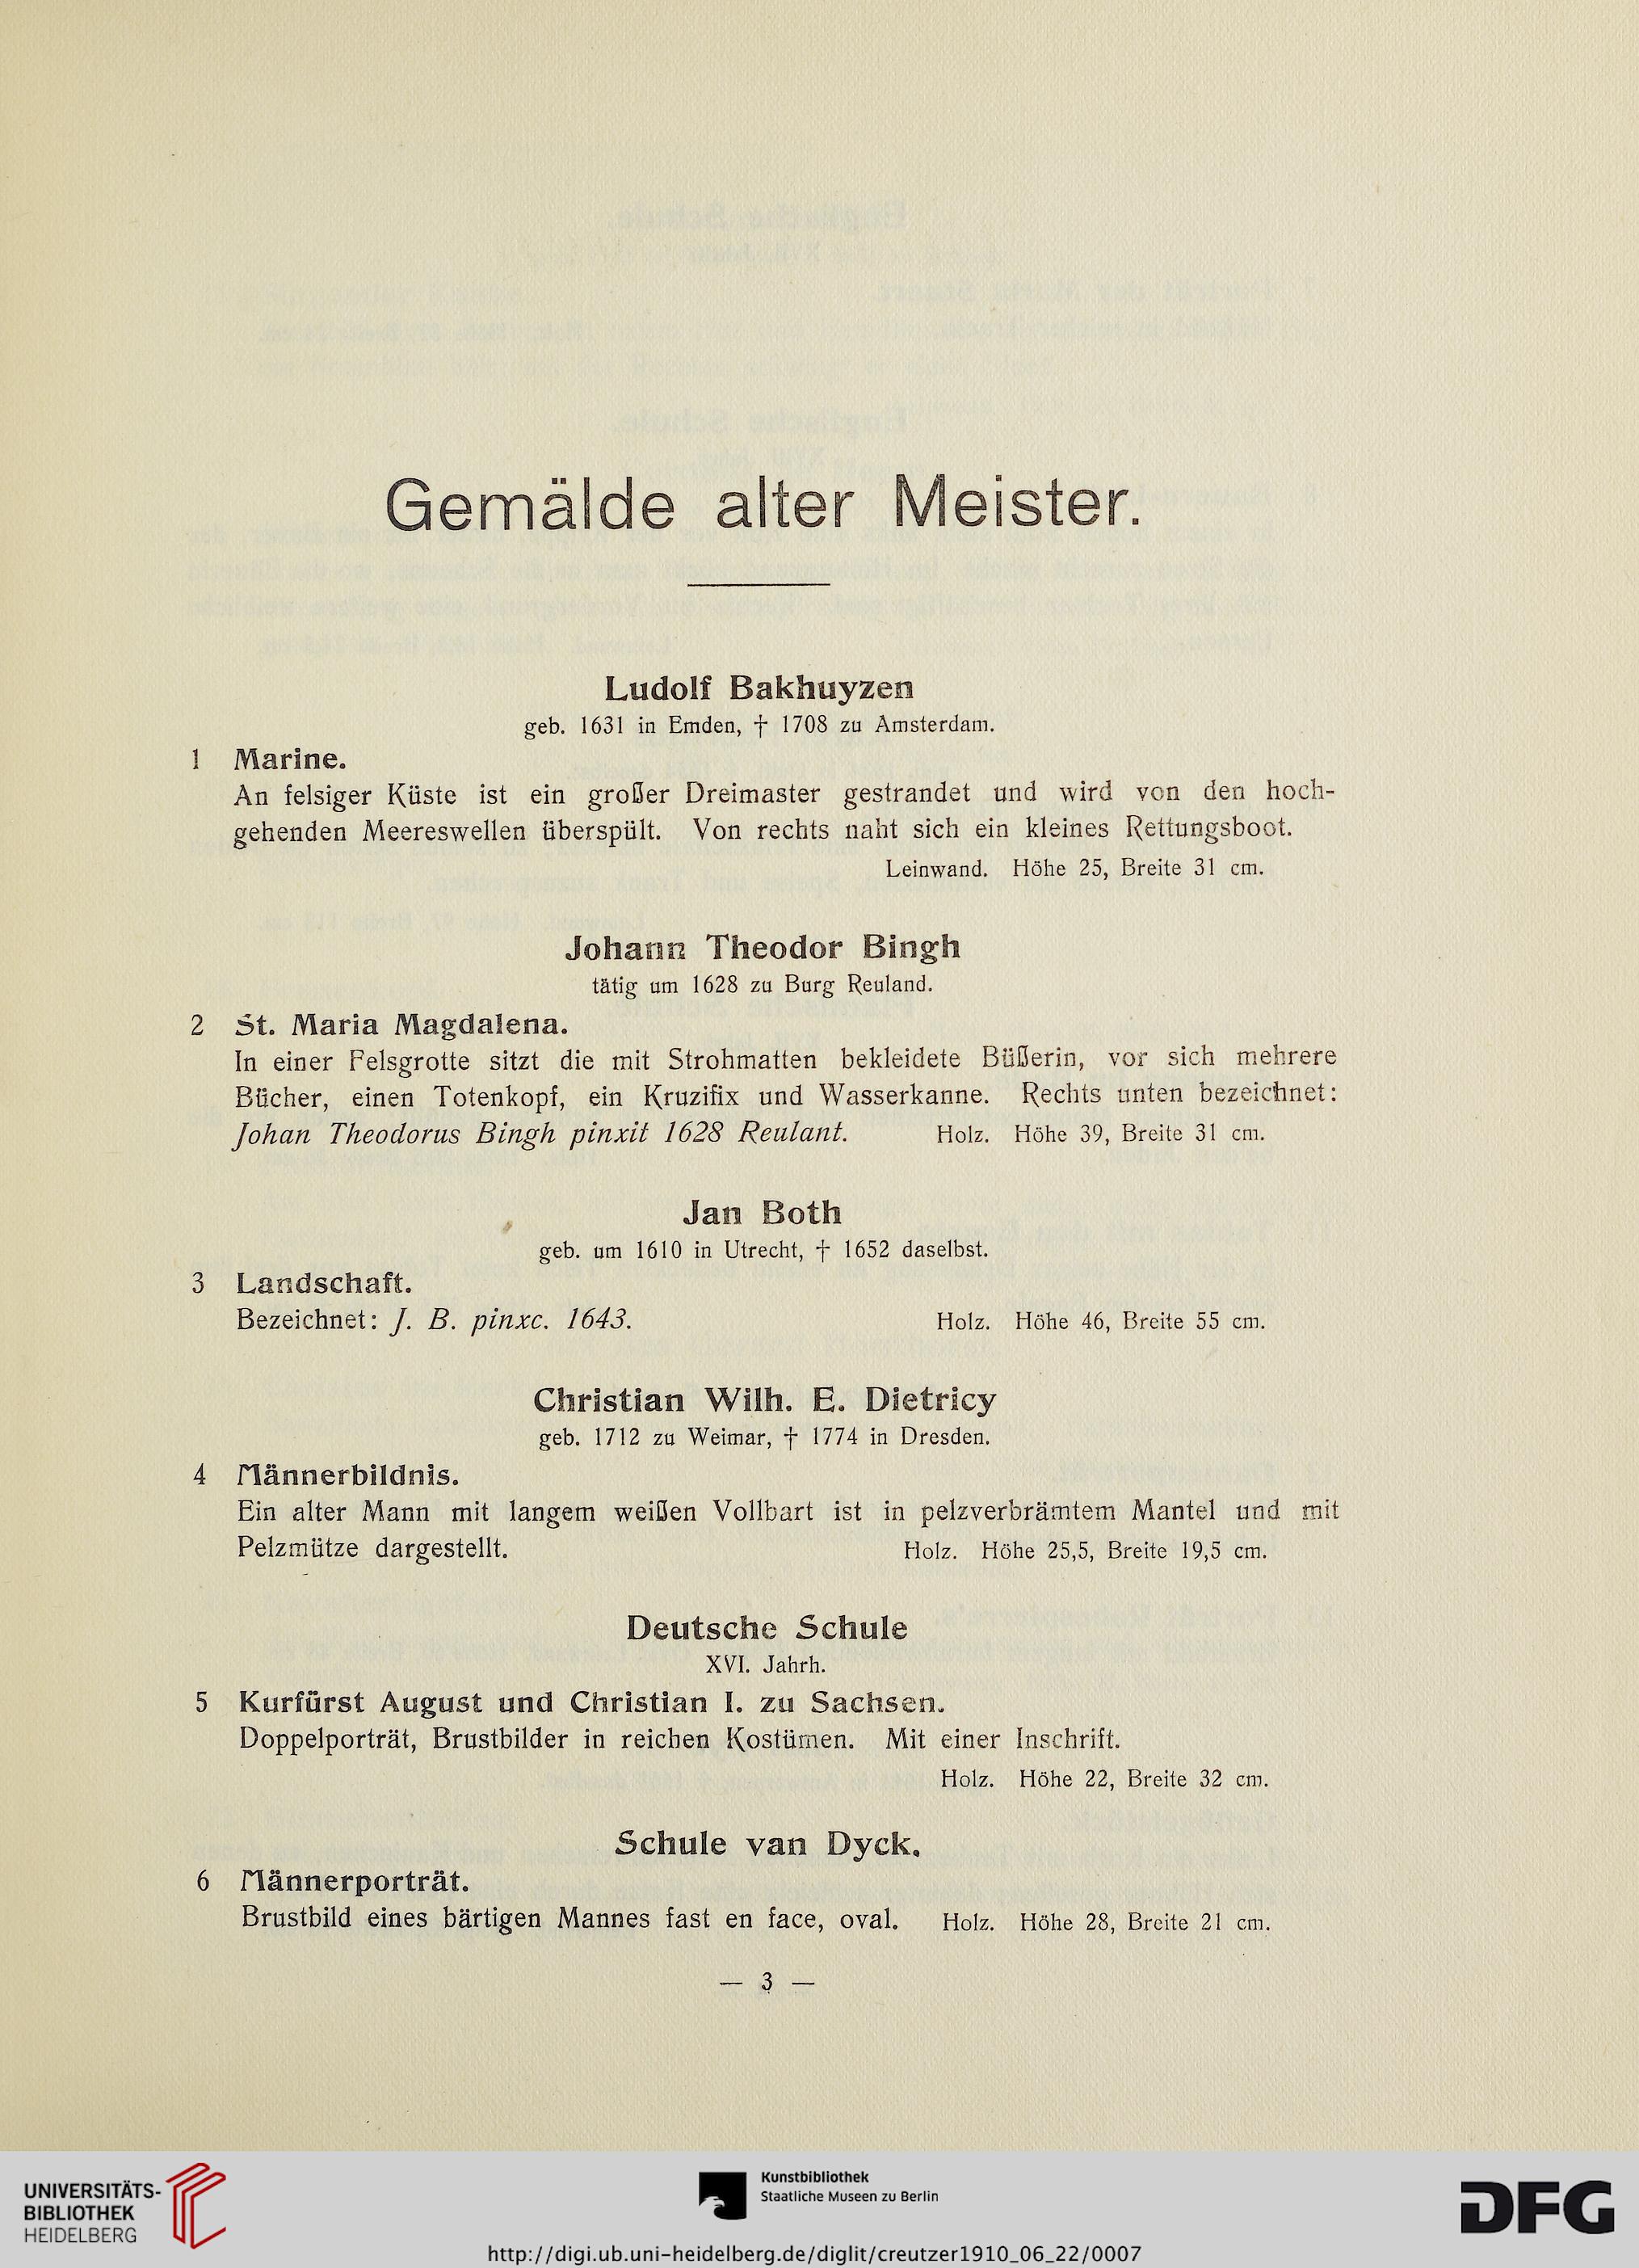 Gemälde alter Meister.
Ludolf Bakhuyzen
geb. 1631 in Emden, † 1708 zu Amsterdam.
1 Marine.
An felsiger Küste ist ein großer Dreimaster gestrandet und wird von den hoch-
gehenden Meereswellen überspült. Von rechts naht sich ein kleines Rettungsboot.
Leinwand. Höhe 25, Breite 31 cm.
Johann Theodor Bingh
tätig um 1628 zu Burg Reuland.
2 St. Maria Magdalena.
In einer Felsgrotte sitzt die mit Strohmatten bekleidete Büßerin, vor sich mehrere
Bücher, einen Totenkopf, ein Kruzifix und Wasserkanne. Rechts unten bezeichnet:
Johan Theodorus Bingh pinxit 1628 Reulant. Holz. Höhe 39, Breite 31 cm.
Jan Both
geb. um 1610 in Utrecht, † 1652 daselbst.
3 Landschaft.
Bezeichnet: J. B. pinxc. 1643. Holz. Höhe 46, Breite 55 cm.
Christian Wilh. E. Dietricy
geb. 1712 zu Weimar, † 1774 in Dresden.
4 Männerbildnis.
Ein alter Mann mit langem weißen Vollbart ist in pelzverbrämtem Mantel und mit
Pelzmütze dargestellt. Holz. Höhe 25,5, Breite 19,5 cm.
Deutsche Schule
XVI. Jahrh.
5 Kurfürst August und Christian I. zu Sachsen.
Doppelporträt, Brustbilder in reichen Kostümen. Mit einer Inschrift.
Holz. Höhe 22, Breite 32 cm.
Schule van Dyck.
6 Männerporträt.
Brustbild eines bärtigen Mannes fast en face, oval. Holz. Höhe 28, Breite 21 cm.
— 3 —
UNIVERSITÄTS-
BIBLIOTHEK
HEIDELBERG
Kunstbibliothek
Staatliche Museen zu Berlin
DFG
http://digi.ub.uni-heidelberg.de/diglit/creutzer1910_06_22/0007